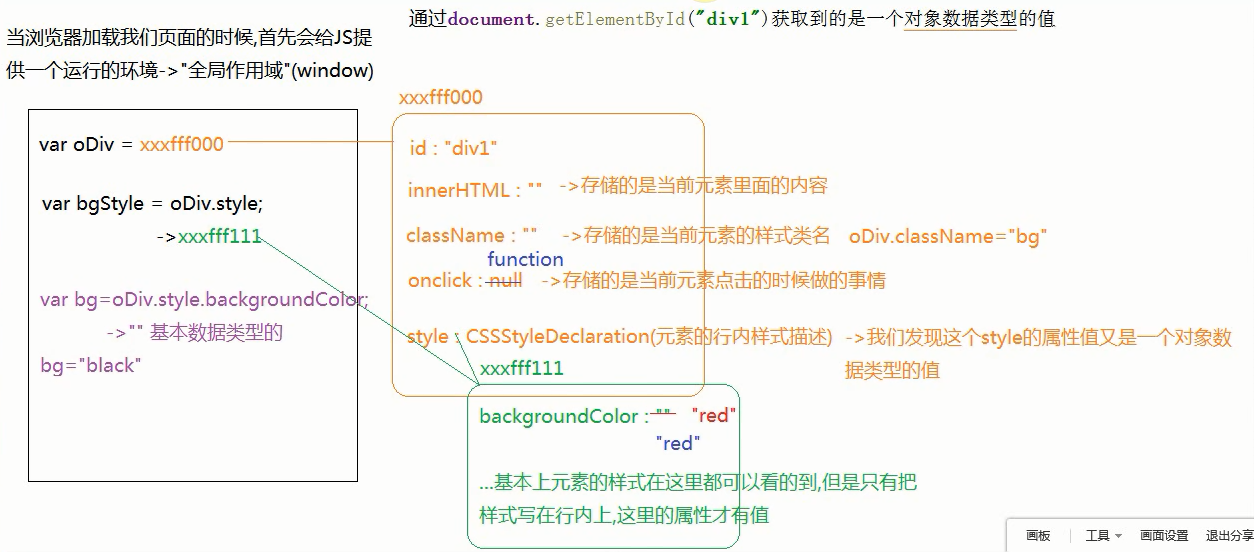 通过document.getElementById("div1")获取到的是一个对象数据类型的值
当浏览器加载我们页面的时候,首先会给JS提
供一个运行的环境->"全局作用域"(window)
var oDiv = xxxfff000
var bgStyle = oDiv.style;
->xxxfff111
var bg=oDiv.style.backgroundColor;
->"" 基本数据类型的
bg="black"
xxxfff000
id : "div1"
innerHTML : "" ->存储的是当前元素里面的内容
className : "" ->存储的是当前元素的样式类名 oDiv.className="bg"
function
onclick : null ->存储的是当前元素点击的时候做的事情
style : CSSStyleDeclaration(元素的行内样式描述) ->我们发现这个style的属性值又是一个对象数
据类型的值
xxxfff111
backgroundColor : "" "red"
"red"
...基本上元素的样式在这里都可以看的到,但是只有把
样式写在行内上,这里的属性才有值
画板 工具 画面设置 退出分享